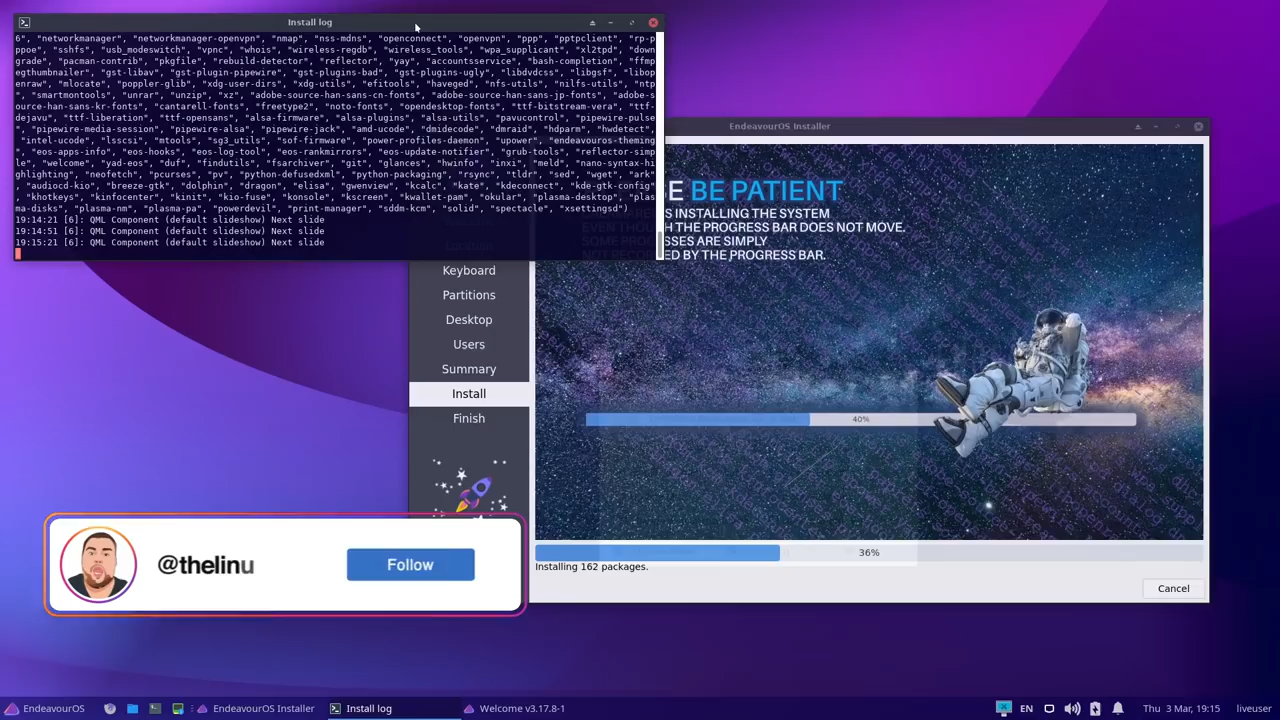 Install log
6", "networkmanager", "networkmanager-openvpn", "nmap", "nss-mdns", "openconnect", "openvpn", "ppp", "pptpclient", "rp-p
ppoe", "sshfs", "usb_modeswitch", "vpnc", "whois", "wireless-regdb", "wireless_tools", "wpa_supplicant", "xl2tpd", "down
grade", "pacman-contrib", "pkgfile", "rebuild-detector", "reflector", "yay", "accountsservice", "bash-completion", "ffmp
egthumbnailer", "gst-libav", "gst-plugin-pipewire", "gst-plugins-bad", "gst-plugins-ugly", "libdvdcss", "libgsf", "libop
enraw", "mlocate", "poppler-glib", "xdg-user-dirs", "xdg-utils", "efitools", "haveged", "nfs-utils", "nilfs-utils", "ntp
", "smartmontools", "unrar", "unzip", "xz", "adobe-source-han-sans-cn-fonts", "adobe-source-han-sans-jp-fonts", "adobe-s
ource-han-sans-kr-fonts", "cantarell-fonts", "freetype2", "noto-fonts", "opendesktop-fonts", "ttf-bitstream-vera", "ttf-
dejavu", "ttf-liberation", "ttf-opensans", "alsa-firmware", "alsa-plugins", "alsa-utils", "pavucontrol", "pipewire-pulse
", "pipewire-media-session", "pipewire-alsa", "pipewire-jack", "amd-ucode", "dmidecode", "dmraid", "hdparm", "hwdetect",
"intel-ucode", "lsscsi", "mtools", "sg3_utils", "sof-firmware", "power-profiles-daemon", "upower", "endeavouros-theming
", "eos-apps-info", "eos-hooks", "eos-log-tool", "eos-rankmirrors", "eos-update-notifier", "grub-tools", "reflector-simp
le", "welcome", "yad-eos", "duf", "findutils", "fsarchiver", "git", "glances", "hwinfo", "inxi", "meld", "nano-syntax-hi
ghlighting", "neofetch", "pcurses", "pv", "python-defusedxml", "python-packaging", "rsync", "tldr", "sed", "wget", "ark"
, "audiocd-kio", "breeze-gtk", "dolphin", "dragon", "elisa", "gwenview", "kcalc", "kate", "kdeconnect", "kde-gtk-config"
, "khotkeys", "kinfocenter", "kinit", "kio-fuse", "konsole", "kscreen", "kwallet-pam", "okular", "plasma-desktop", "plas
ma-disks", "plasma-nm", "plasma-pa", "powerdevil", "print-manager", "sddm-kcm", "solid", "spectacle", "xsettingsd")
19:14:21 [6]: QML Component (default slideshow) Next slide
19:14:51 [6]: QML Component (default slideshow) Next slide
19:15:21 [6]: QML Component (default slideshow) Next slide
EndeavourOS Installer
BE PATIENT
INSTALLING THE SYSTEM
THE PROGRESS BAR DOES NOT MOVE.
SOME PROCESSES ARE SIMPLY
BY THE PROGRESS BAR.
Keyboard
Partitions
Desktop
Users
Summary
Install
Finish
40%
36%
Installing 162 packages.
Cancel
@thelinu
Follow
EndeavourOS
EndeavourOS Installer
Install log
Welcome v3.17.8-1
EN
Thu 3 Mar, 19:15
liveuser